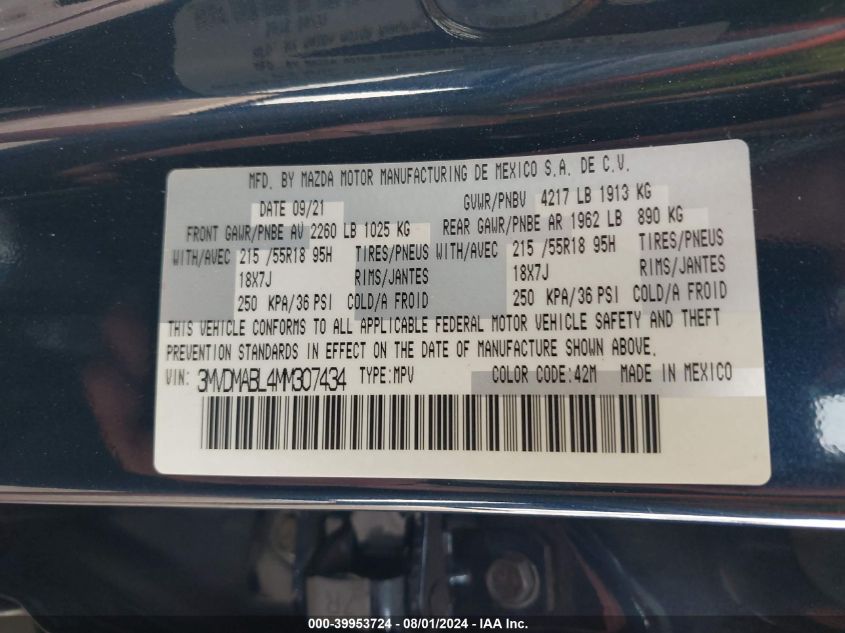 MFD. BY MAZDA MOTOR MANUFACTURING DE MEXICO S.A. DE C.V.
DATE 09/21 GVWR/PNBV 4217 LB 1913 KG
FRONT GAWR/PNBE AV 2260 LB 1025 KG REAR GAWR/PNBE AR 1962 LB 890 KG
WITH/AVEC 215 /55R18 95H TIRES/PNEUS WITH/AVEC 215 /55R18 95H TIRES/PNEUS
18X7J RIMS/JANTES 18X7J RIMS/JANTES
250 KPA/36 PSI COLD/A FROID 250 KPA/36 PSI COLD/A FROID
THIS VEHICLE CONFORMS TO ALL APPLICABLE FEDERAL MOTOR VEHICLE SAFETY AND THEFT
PREVENTION STANDARDS IN EFFECT ON THE DATE OF MANUFACTURE SHOWN ABOVE.
VIN: 3MVDMABL4MM307434 TYPE:MPV COLOR CODE:42M MADE IN MEXICO
000-39953724 - 08/01/2024 - IAA Inc.